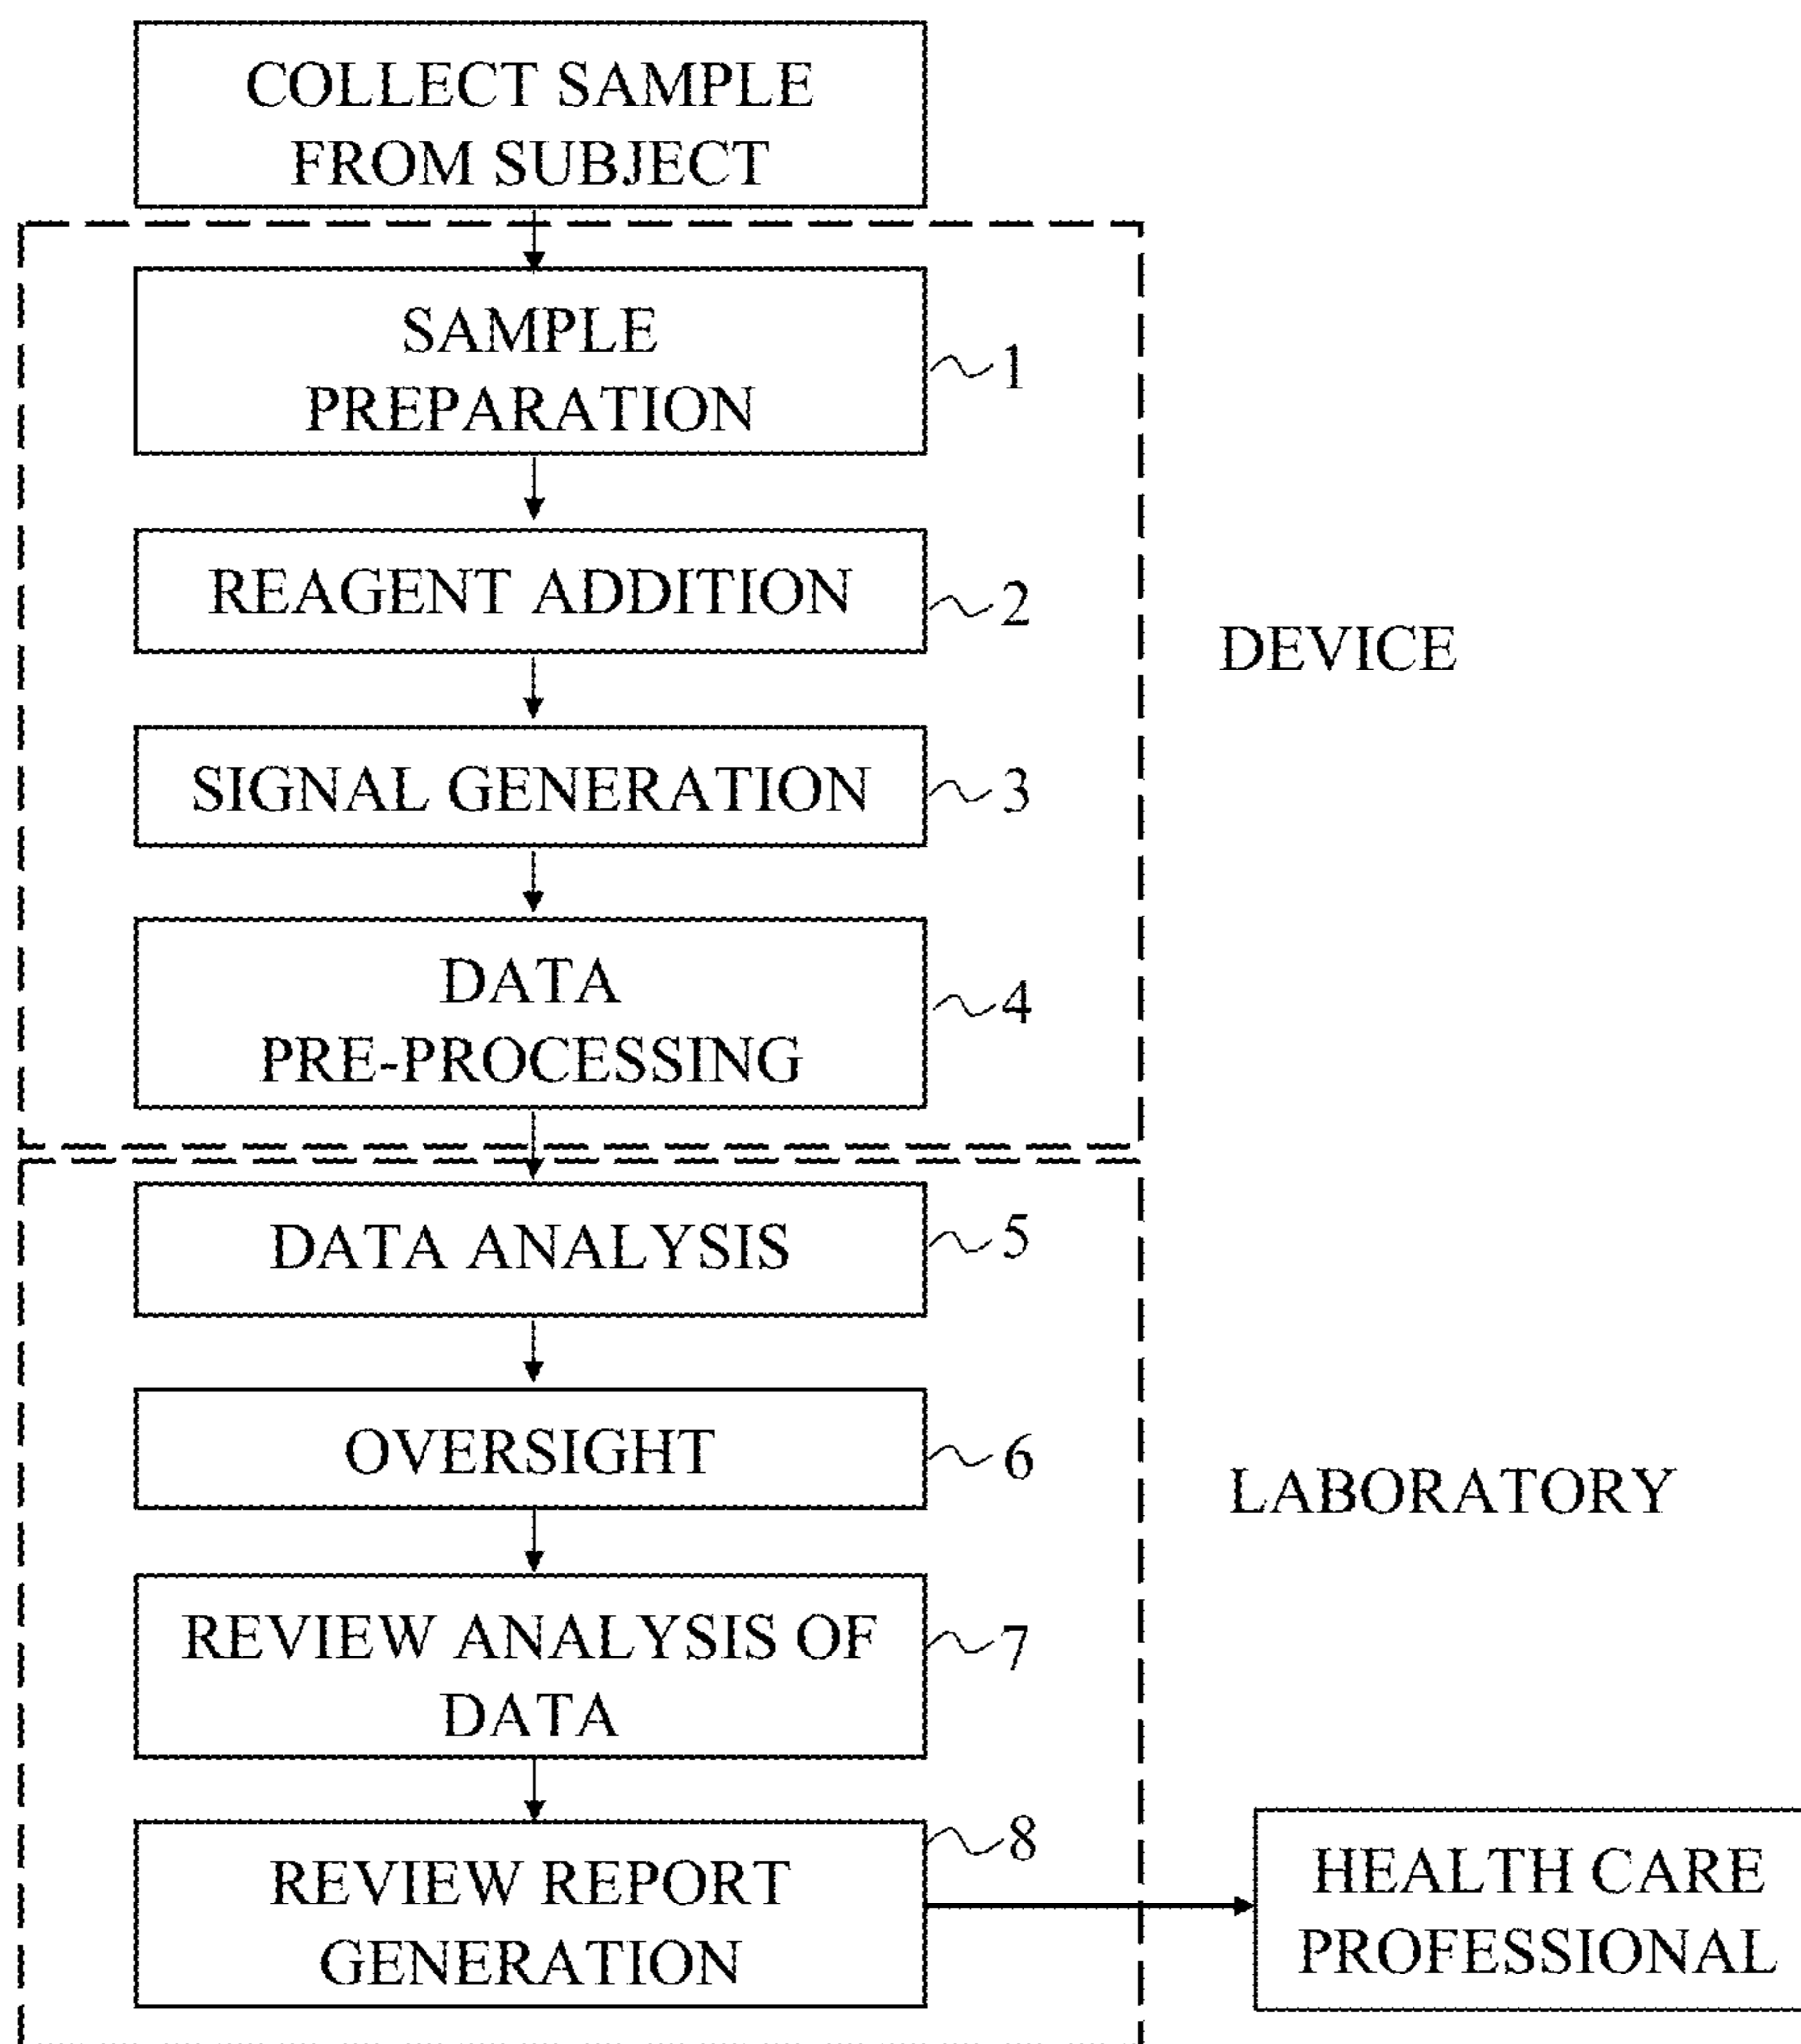 COLLECT SAMPLE
FROM SUBJECT
SAMPLE
PREPARATION
1
REAGENT ADDITION
2
DEVICE
SIGNAL GENERATION
3
DATA
PRE-PROCESSING
4
DATA ANALYSIS
5
OVERSIGHT
6
LABORATORY
REVIEW ANALYSIS OF
DATA
7
REVIEW REPORT
GENERATION
8
HEALTH CARE
PROFESSIONAL